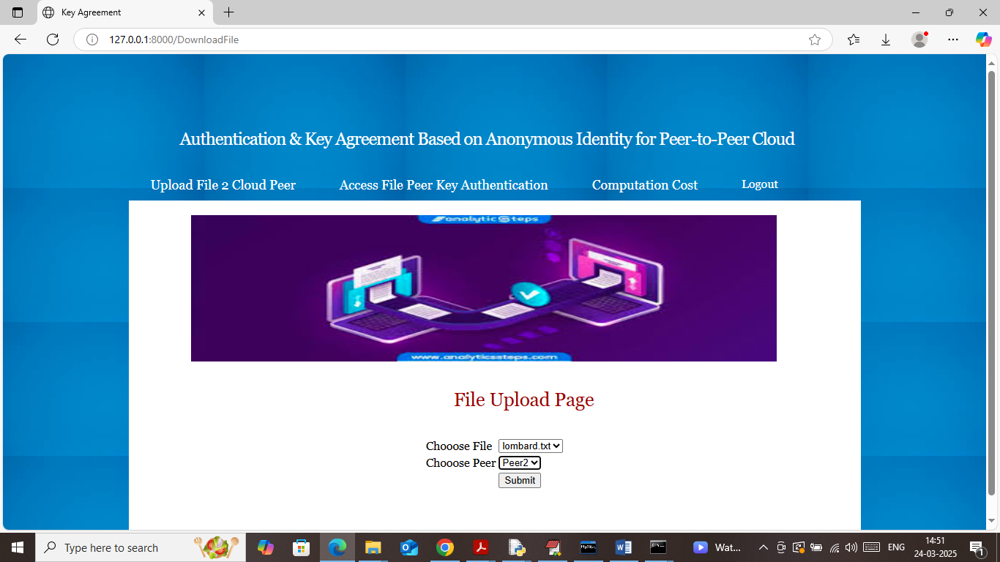 Key Agreement
127.0.0.1:8000/DownloadFile
Authentication & Key Agreement Based on Anonymous Identity for Peer-to-Peer Cloud
Upload File 2 Cloud Peer Access File Peer Key Authentication Computation Cost Logout
analyticSteps
www.analyticssteps.com
File Upload Page
Chooose File lombard.txt
Chooose Peer Peer2
Submit
Type here to search
Wat...
ENG
14:51
24-03-2025
1